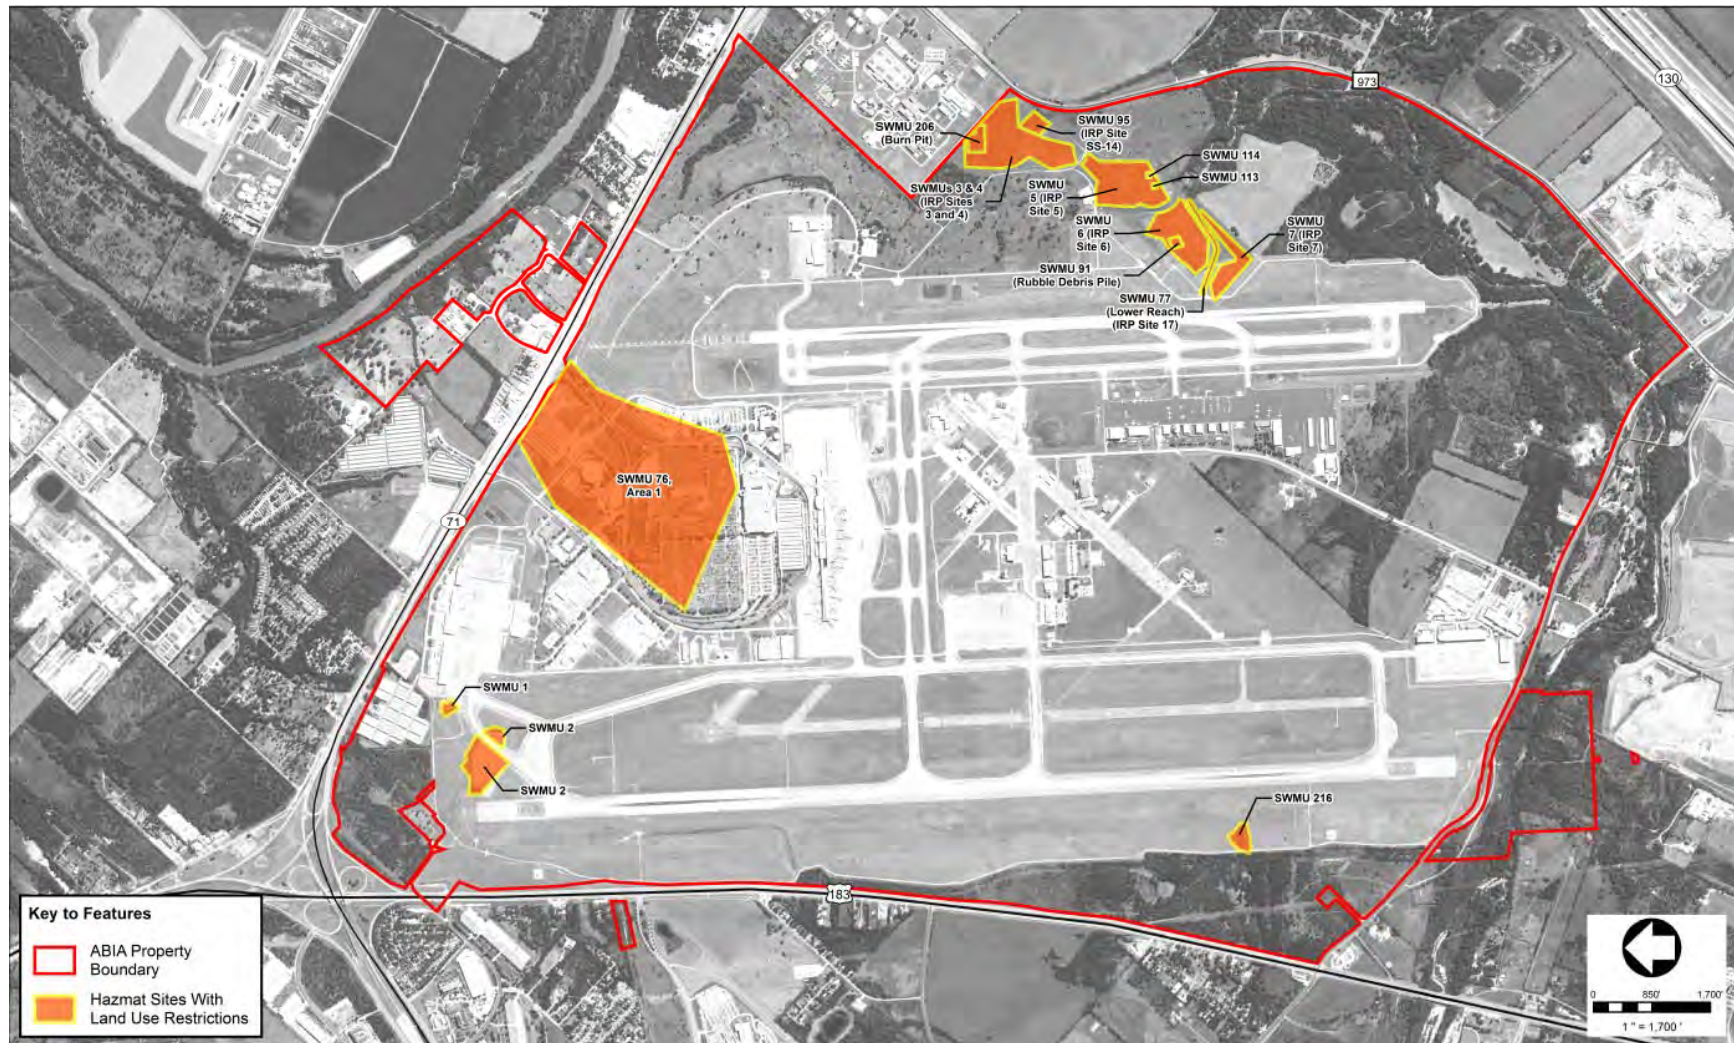 973
130
SWMU 206
(Burn Pit)
SWMU 95
(IRP Site
SS-14)
SWMU 114
SWMU 113
SWMUs 3 & 4
(IRP Sites
3 and 4)
SWMU
5 (IRP
Site 5)
SWMU
6 (IRP
Site 6)
SWMU
7 (IRP
Site 7)
SWMU 91
(Rubble Debris Pile)
SWMU 77
(Lower Reach)
(IRP Site 17)
SWMU 76,
Area 1
71
SWMU 1
SWMU 2
SWMU 2
SWMU 216
183
Key to Features
ABIA Property
Boundary
Hazmat Sites With
Land Use Restrictions
0 850' 1,700'
1 " = 1,700 '